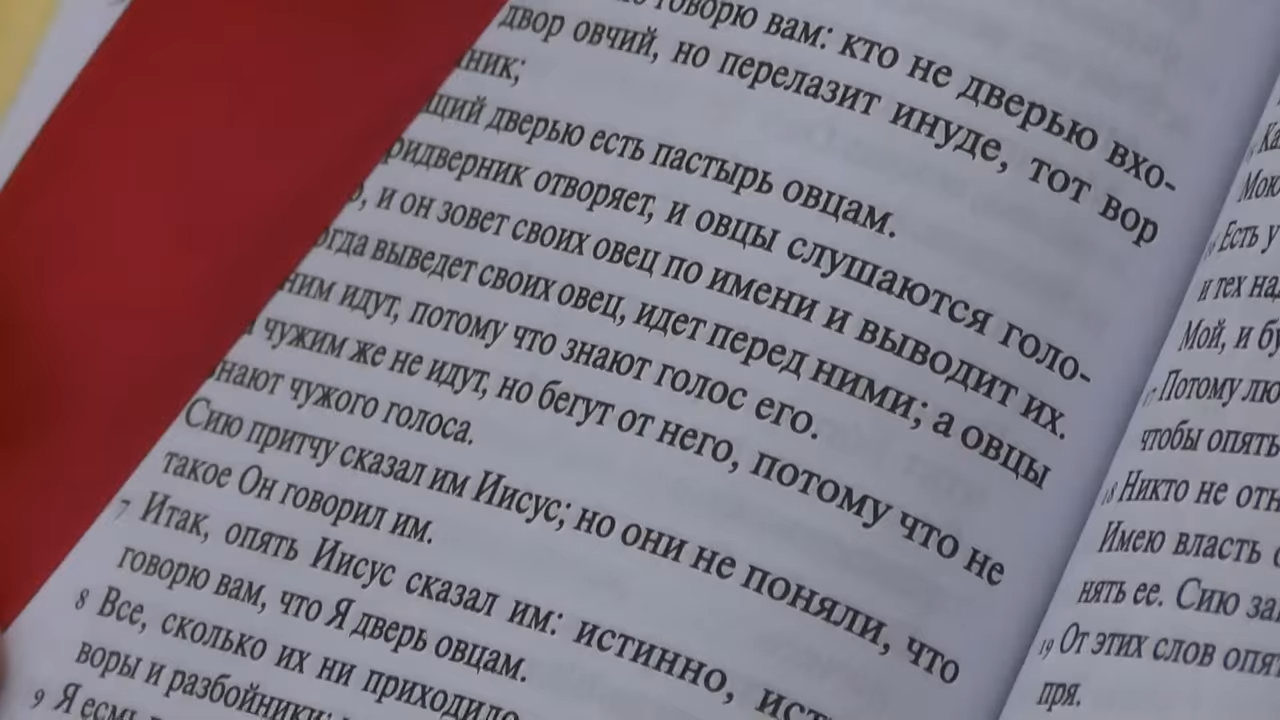 говорю вам: кто не дверью вхо-
двор овчий, но перелазит инуде, тот вор
ник;
щий дверью есть пастырь овцам.
ридверник отворяет, и овцы слушаются голо-
, и он зовет своих овец по имени и выводит их.
огда выведет своих овец, идет перед ними; а овцы
ним идут, потому что знают голос его.
чужим же не идут, но бегут от него, потому что не
знают чужого голоса.
Сию притчу сказал им Иисус; но они не поняли, что
такое Он говорил им.
7 Итак, опять Иисус сказал им: истинно, ист
говорю вам, что Я дверь овцам.
8 Все, сколько их ни приходило
воры и разбойники;
9 Я есмь
Ка
Мою
Есть у
и тех на
Мой, и бу
17 Потому лю
чтобы опять
18 Никто не отн
Имею власть
нять ее. Сию за
19 От этих слов опят
пря.